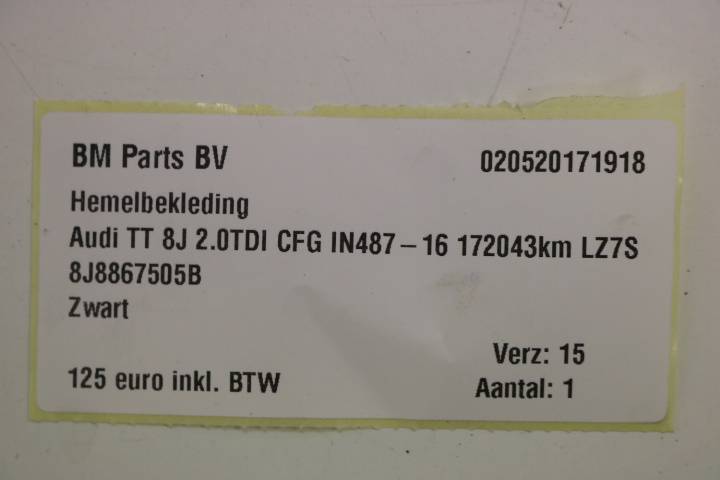 BM Parts BV 020520171918
Hemelbekleding
Audi TT 8J 2.0TDI CFG IN487 – 16 172043km LZ7S
8J8867505B
Zwart
Verz: 15
125 euro inkl. BTW Aantal: 1